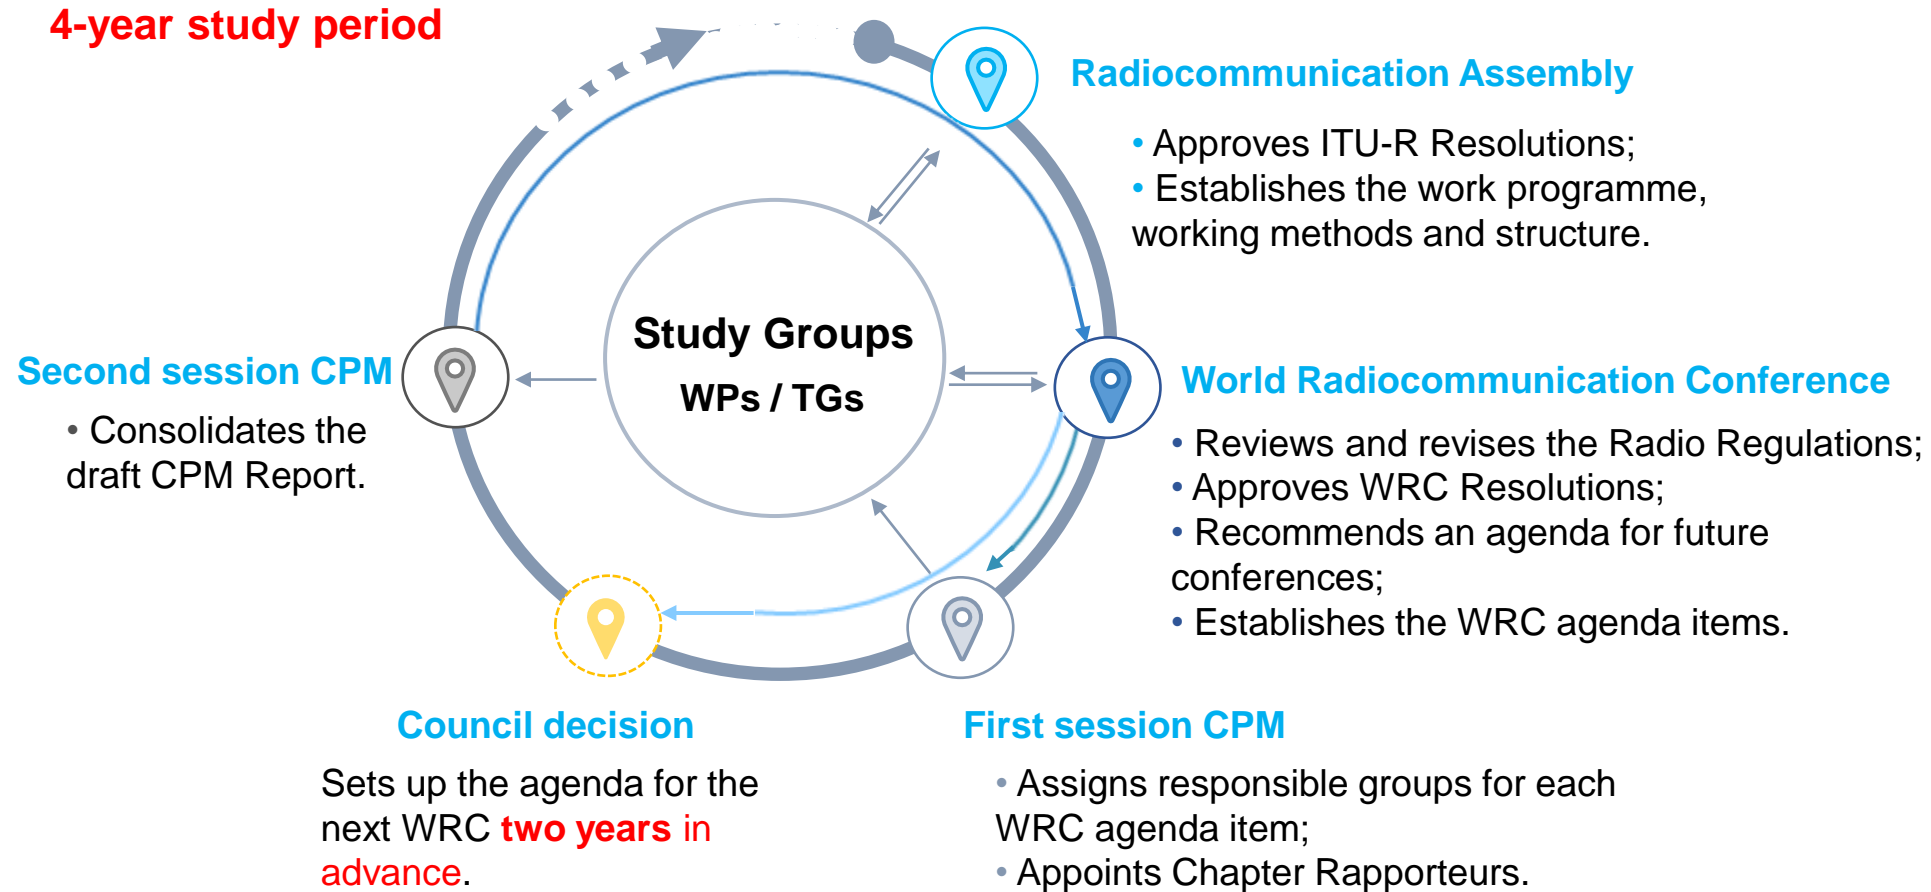 4-year study period
Radiocommunication Assembly
• Approves ITU-R Resolutions;
• Establishes the work programme,
working methods and structure.
Study Groups
WPs / TGs
Second session CPM
• Consolidates the
draft CPM Report.
World Radiocommunication Conference
• Reviews and revises the Radio Regulations;
• Approves WRC Resolutions;
• Recommends an agenda for future
conferences;
• Establishes the WRC agenda items.
Council decision
Sets up the agenda for the
next WRC two years in
advance.
First session CPM
• Assigns responsible groups for each
WRC agenda item;
• Appoints Chapter Rapporteurs.